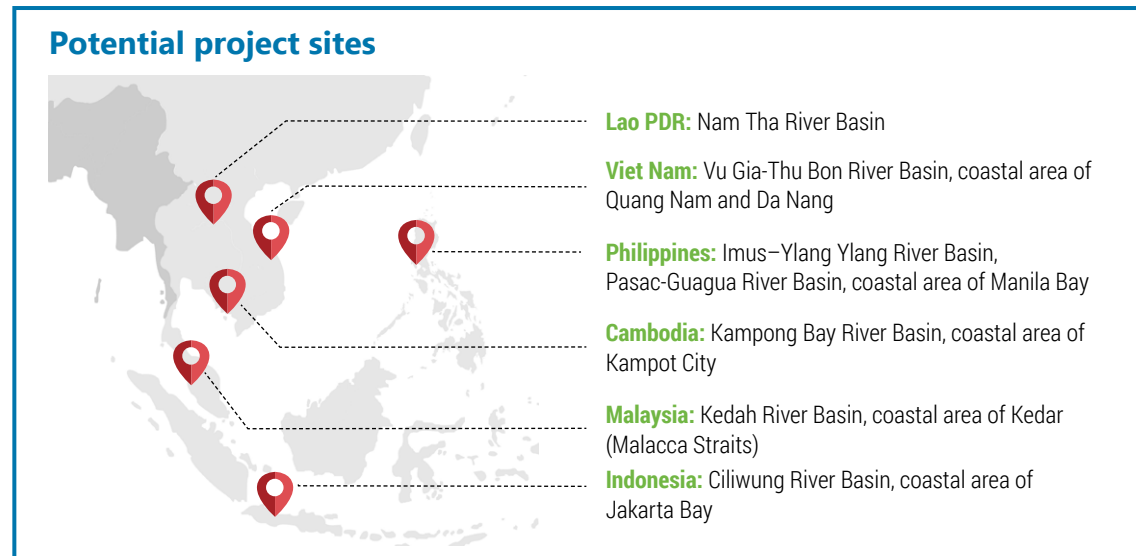 Potential project sites
Lao PDR: Nam Tha River Basin
Viet Nam: Vu Gia-Thu Bon River Basin, coastal area of
Quang Nam and Da Nang
Philippines: Imus–Ylang Ylang River Basin,
Pasac-Guagua River Basin, coastal area of Manila Bay
Cambodia: Kampong Bay River Basin, coastal area of
Kampot City
Malaysia: Kedah River Basin, coastal area of Kedar
(Malacca Straits)
Indonesia: Ciliwung River Basin, coastal area of
Jakarta Bay